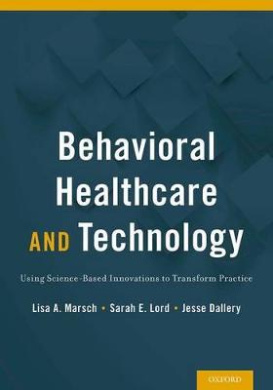 Behavioral
Healthcare
AND Technology
Using Science-Based Innovations to Transform Practice
Lisa A. Marsch • Sarah E. Lord • Jesse Dallery
OXFORD